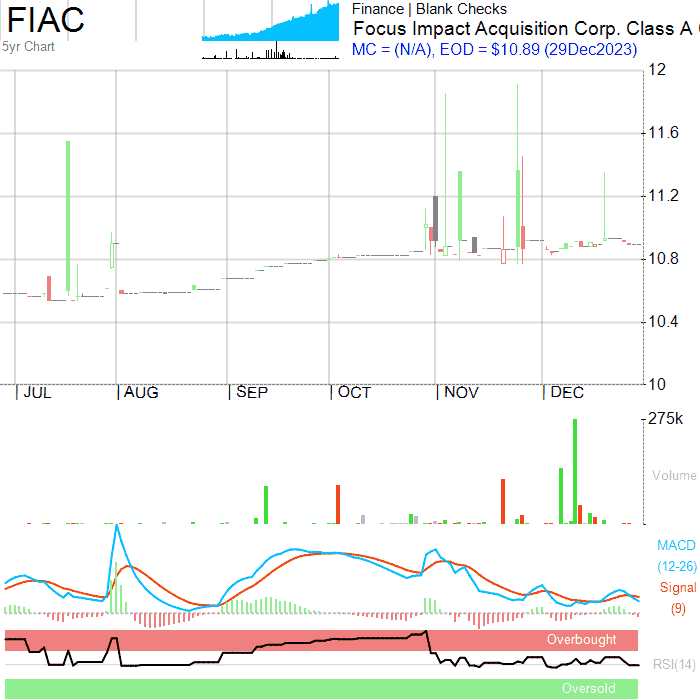 FIAC
5yr Chart
Finance | Blank Checks
Focus Impact Acquisition Corp. Class A
MC = (N/A), EOD = $10.89 (29Dec2023)
12
11.6
11.2
10.8
10.4
10
|JUL |AUG |SEP |OCT |NOV |DEC
275k
Volume
MACD
(12-26)
Signal
(9)
Overbought
RSI(14)
Oversold